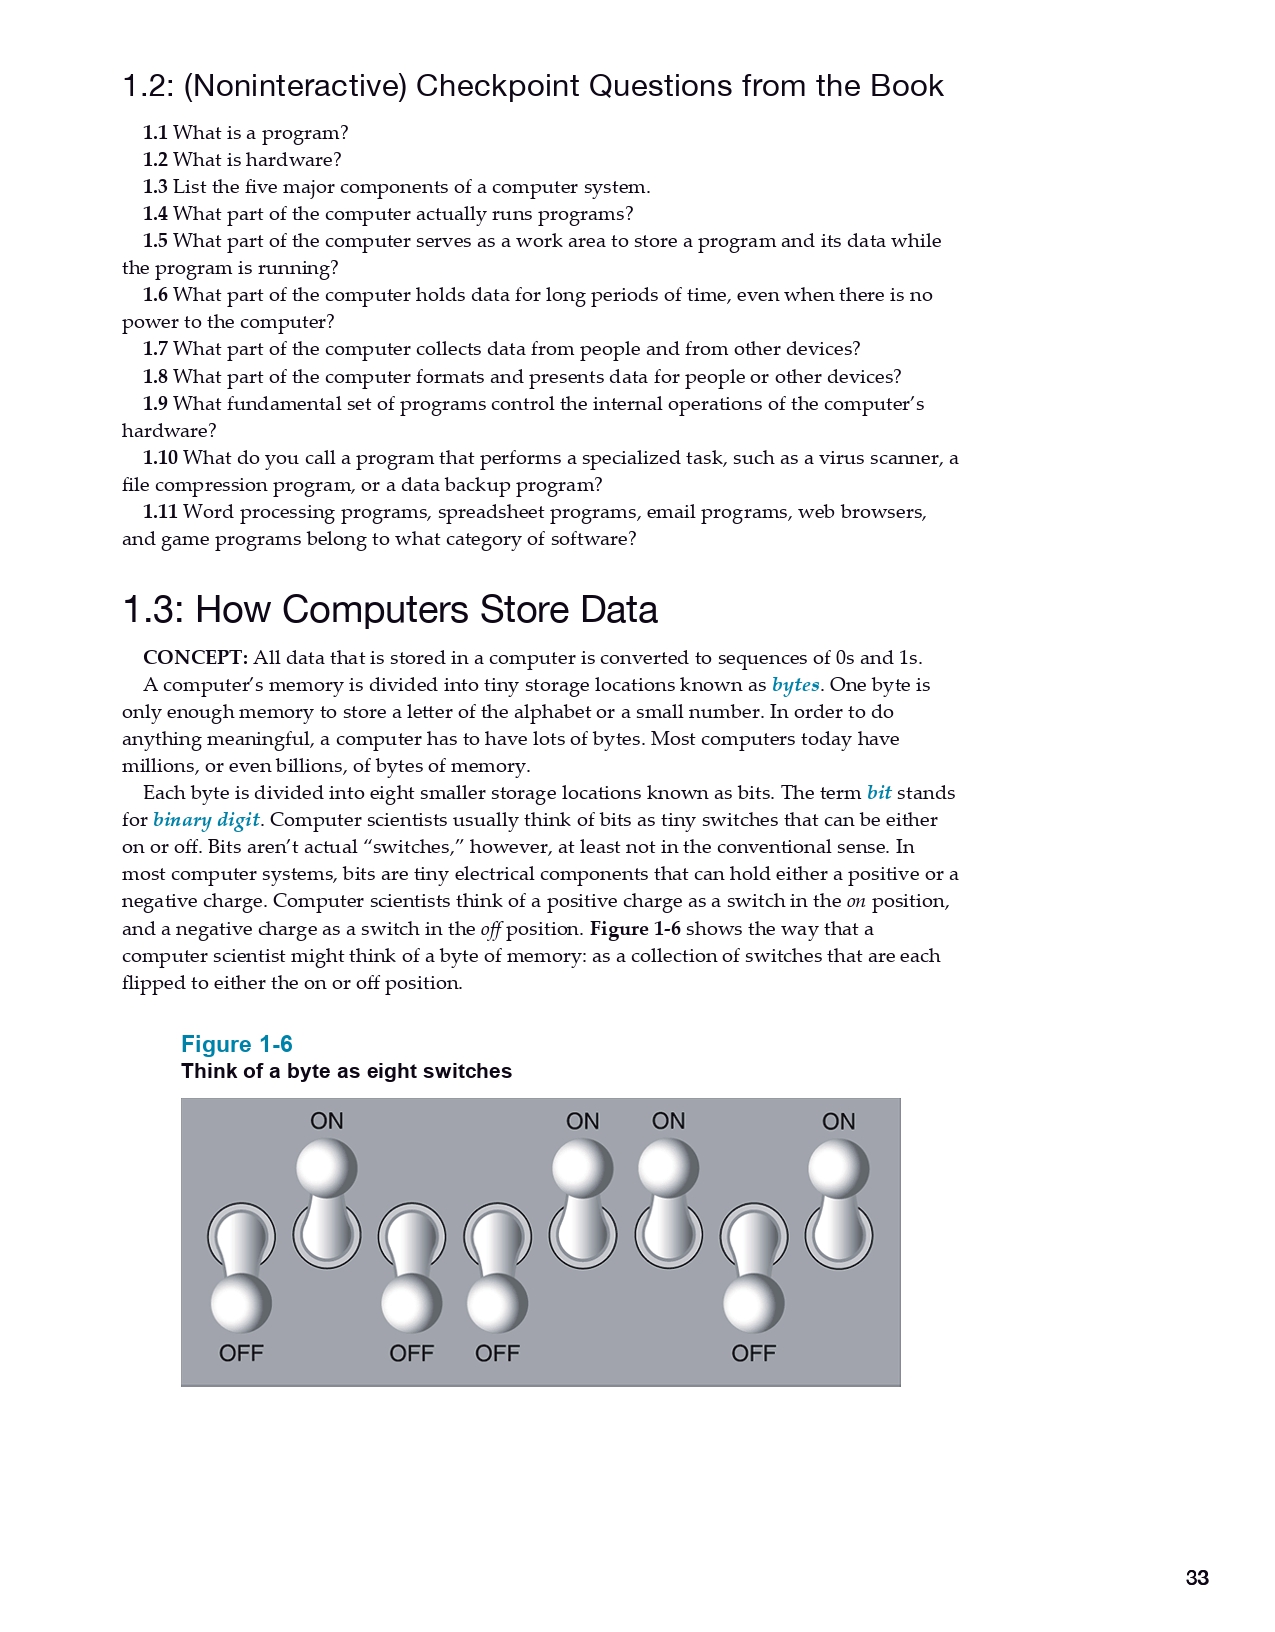 1.2: (Noninteractive) Checkpoint Questions from the Book
1.1 What is a program?
1.2 What is hardware?
1.3 List the five major components of a computer system.
1.4 What part of the computer actually runs programs?
1.5 What part of the computer serves as a work area to store a program and its data while
the program is running?
1.6 What part of the computer holds data for long periods of time, even when there is no
power to the computer?
1.7 What part of the computer collects data from people and from other devices?
1.8 What part of the computer formats and presents data for people or other devices?
1.9 What fundamental set of programs control the internal operations of the computer’s
hardware?
1.10 What do you call a program that performs a specialized task, such as a virus scanner, a
file compression program, or a data backup program?
1.11 Word processing programs, spreadsheet programs, email programs, web browsers,
and game programs belong to what category of software?
1.3: How Computers Store Data
CONCEPT: All data that is stored in a computer is converted to sequences of 0s and 1s.
A computer’s memory is divided into tiny storage locations known as bytes. One byte is
only enough memory to store a letter of the alphabet or a small number. In order to do
anything meaningful, a computer has to have lots of bytes. Most computers today have
millions, or even billions, of bytes of memory.
Each byte is divided into eight smaller storage locations known as bits. The term bit stands
for binary digit. Computer scientists usually think of bits as tiny switches that can be either
on or off. Bits aren’t actual “switches,” however, at least not in the conventional sense. In
most computer systems, bits are tiny electrical components that can hold either a positive or a
negative charge. Computer scientists think of a positive charge as a switch in the on position,
and a negative charge as a switch in the off position. Figure 1-6 shows the way that a
computer scientist might think of a byte of memory: as a collection of switches that are each
flipped to either the on or off position.
Figure 1-6
Think of a byte as eight switches
ON ON ON ON
OFF OFF OFF OFF
33